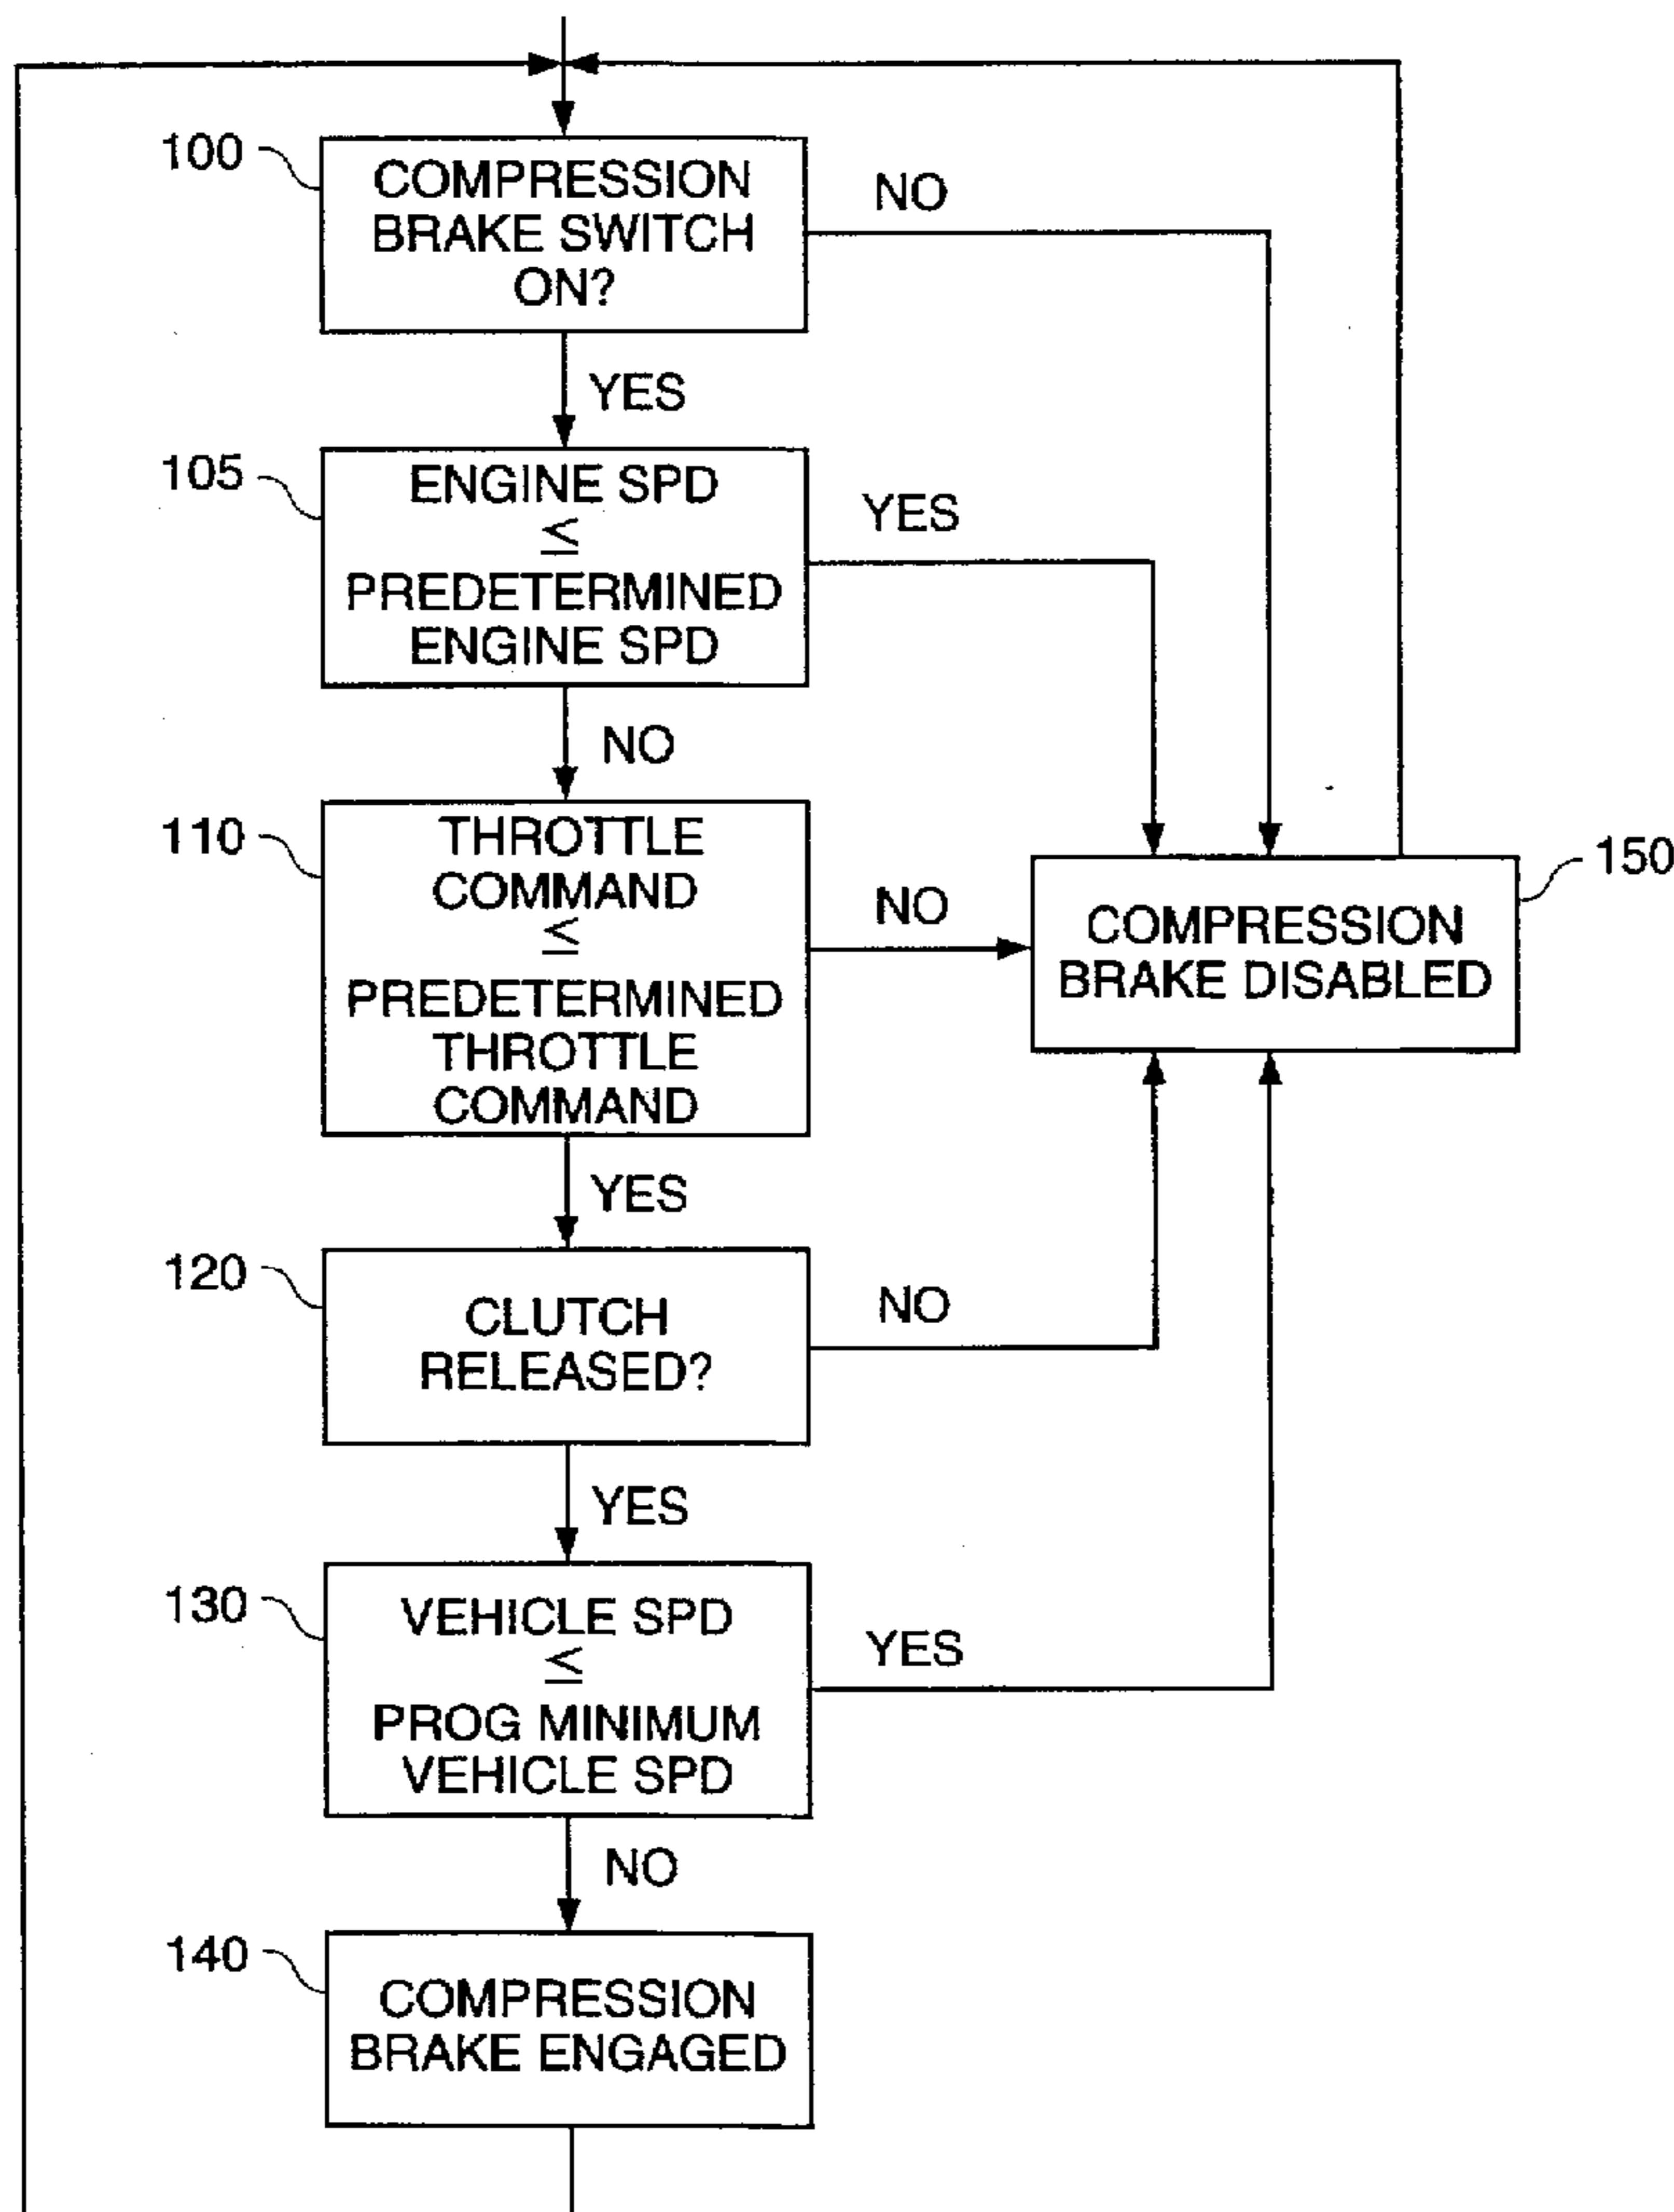 100
COMPRESSION
BRAKE SWITCH
ON?
NO
YES
105
ENGINE SPD
≤
PREDETERMINED
ENGINE SPD
YES
NO
110
THROTTLE
COMMAND
≤
PREDETERMINED
THROTTLE
COMMAND
NO
150
COMPRESSION
BRAKE DISABLED
YES
120
CLUTCH
RELEASED?
NO
YES
130
VEHICLE SPD
≤
PROG MINIMUM
VEHICLE SPD
YES
NO
140
COMPRESSION
BRAKE ENGAGED